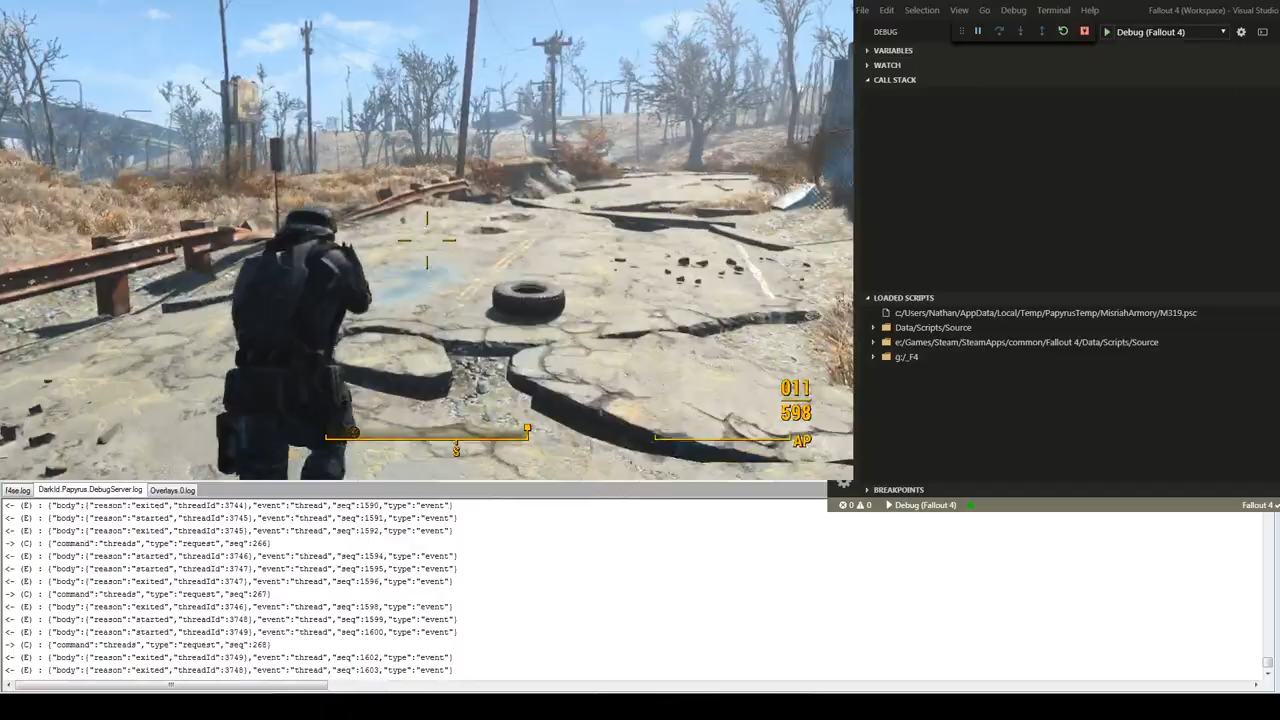 File Edit Selection View Go Debug Terminal Help Fallout 4 (Workspace) - Visual Studio
DEBUG Debug (Fallout 4)
VARIABLES
WATCH
CALL STACK
LOADED SCRIPTS
c:/Users/Nathan/AppData/Local/Temp/PapyrusTemp/MisriahArmory/M319.psc
Data/Scripts/Source
e:/Games/Steam/SteamApps/common/Fallout 4/Data/Scripts/Source
g:/_F4
BREAKPOINTS
0 0 Debug (Fallout 4) Fallout 4
011
598
AP
S
f4se.log DarkId.Papyrus.DebugServer.log Overlays.0.log
<- (E) : {"body":{"reason":"exited","threadId":3744},"event":"thread","seq":1590,"type":"event"}
<- (E) : {"body":{"reason":"started","threadId":3745},"event":"thread","seq":1591,"type":"event"}
<- (E) : {"body":{"reason":"exited","threadId":3745},"event":"thread","seq":1592,"type":"event"}
-> (C) : {"command":"threads","type":"request","seq":266}
<- (E) : {"body":{"reason":"started","threadId":3746},"event":"thread","seq":1594,"type":"event"}
<- (E) : {"body":{"reason":"started","threadId":3747},"event":"thread","seq":1595,"type":"event"}
<- (E) : {"body":{"reason":"exited","threadId":3747},"event":"thread","seq":1596,"type":"event"}
-> (C) : {"command":"threads","type":"request","seq":267}
<- (E) : {"body":{"reason":"exited","threadId":3746},"event":"thread","seq":1598,"type":"event"}
<- (E) : {"body":{"reason":"started","threadId":3748},"event":"thread","seq":1599,"type":"event"}
<- (E) : {"body":{"reason":"started","threadId":3749},"event":"thread","seq":1600,"type":"event"}
-> (C) : {"command":"threads","type":"request","seq":268}
<- (E) : {"body":{"reason":"exited","threadId":3749},"event":"thread","seq":1602,"type":"event"}
<- (E) : {"body":{"reason":"exited","threadId":3748},"event":"thread","seq":1603,"type":"event"}